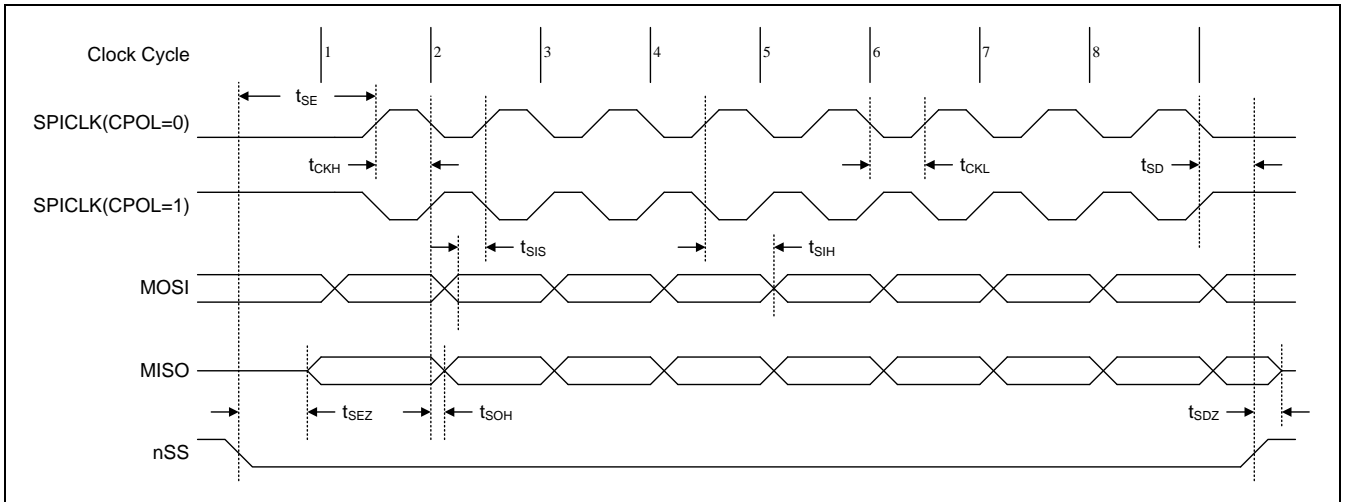 Clock Cycle 1 2 3 4 5 6 7 8
tSE
SPICLK(CPOL=0)
tCKH tCKL tSD
SPICLK(CPOL=1)
tSIS tSIH
MOSI
MISO
tSEZ tSOH tSDZ
nSS